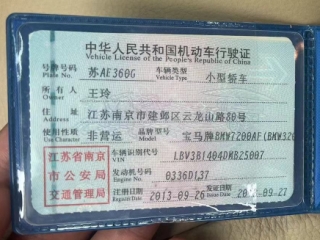 中华人民共和国机动车行驶证
Vehicle License of the People's Republic of China
号牌号码 苏AE360G 车辆类型 小型轿车
Plate No. Vehicle Type
所有人 王玲
Owner
住址 江苏南京市建邺区云龙山路80号
Address
使用性质 非营运 品牌型号 宝马牌BMW7200AF(BMW320
Use Character Model
江苏省南京 车辆识别代号 LBV3B1404DMB25007
VIN
市公安局 发动机号码 0336D137
Engine No.
交通管理局 注册日期 2013-09-26 发证日期 2013-09-27
Register Date Issue Date